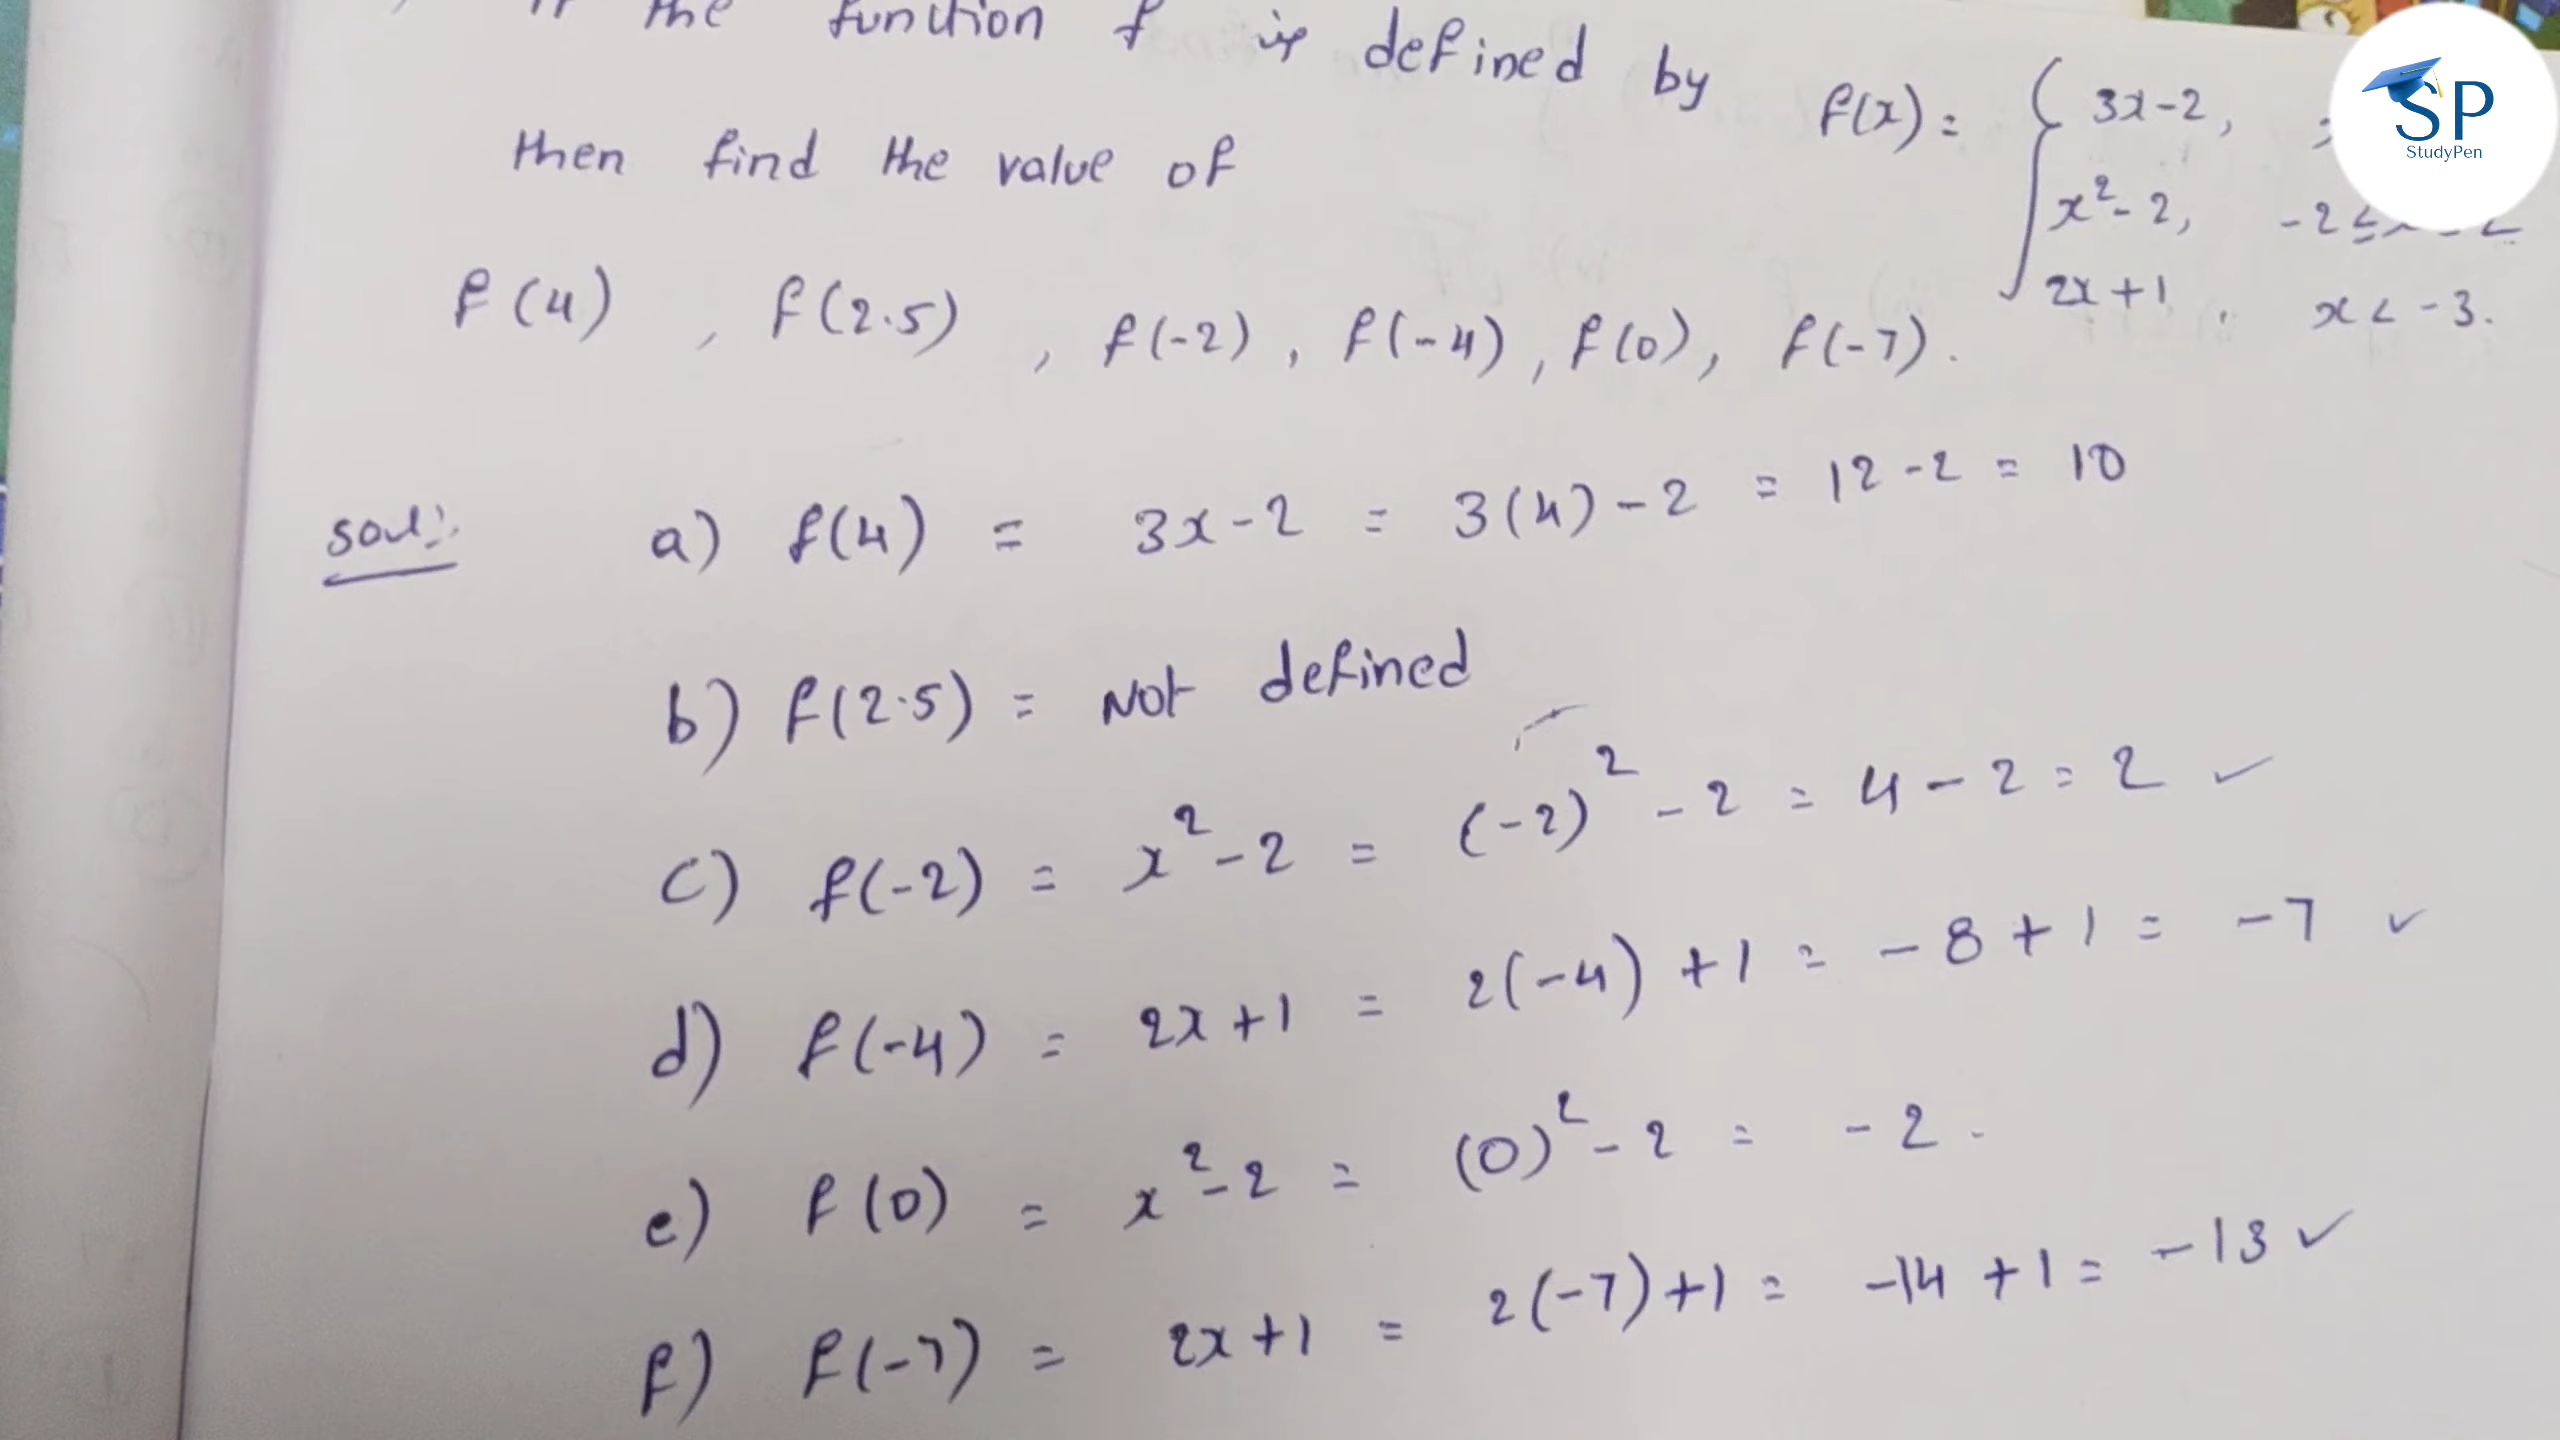 the function f is defined by f(x) = { 3x-2,
x²-2, -2 ≤
2x+1, x < -3.
then find the value of
f(4), f(2.5), f(-2), f(-4), f(0), f(-7).
Sol:
a) f(4) = 3x-2 = 3(4)-2 = 12-2 = 10
b) f(2.5) = Not defined
c) f(-2) = x²-2 = (-2)²-2 = 4-2 = 2 ✓
d) f(-4) = 2x+1 = 2(-4)+1 = -8+1 = -7 ✓
e) f(0) = x²-2 = (0)²-2 = -2.
f) f(-7) = 2x+1 = 2(-7)+1 = -14+1 = -13 ✓
SP
StudyPen